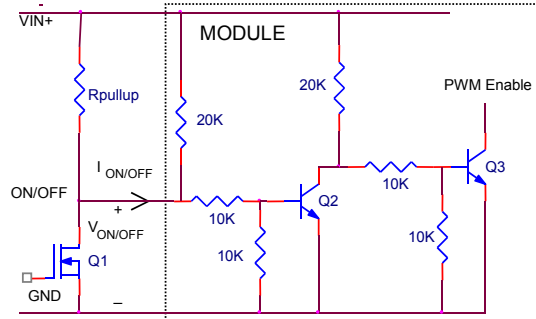 VIN+
MODULE
Rpullup
20K
20K
PWM Enable
I ON/OFF
ON/OFF
+
10K
Q2
10K
Q3
V ON/OFF
10K
10K
Q1
GND
–